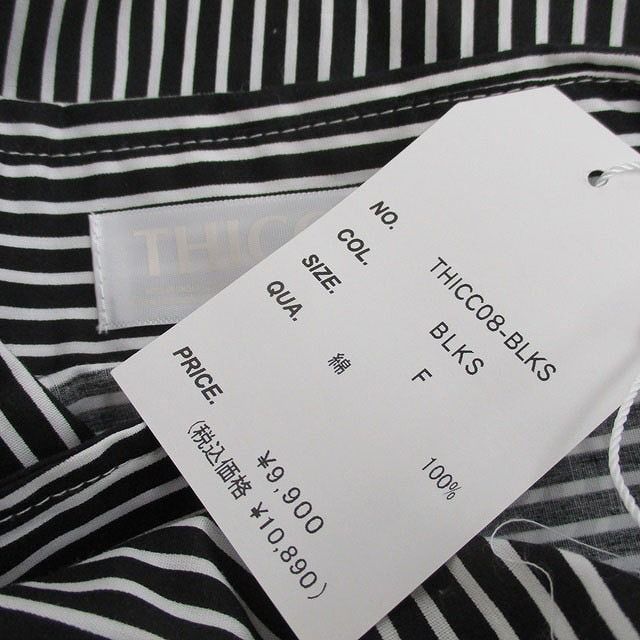 THICC
NO. THICC08-BLKS
COL. BLKS
SIZE. F
QUA. 綿 100%
PRICE. ¥9,900
(税込価格 ¥10,890)